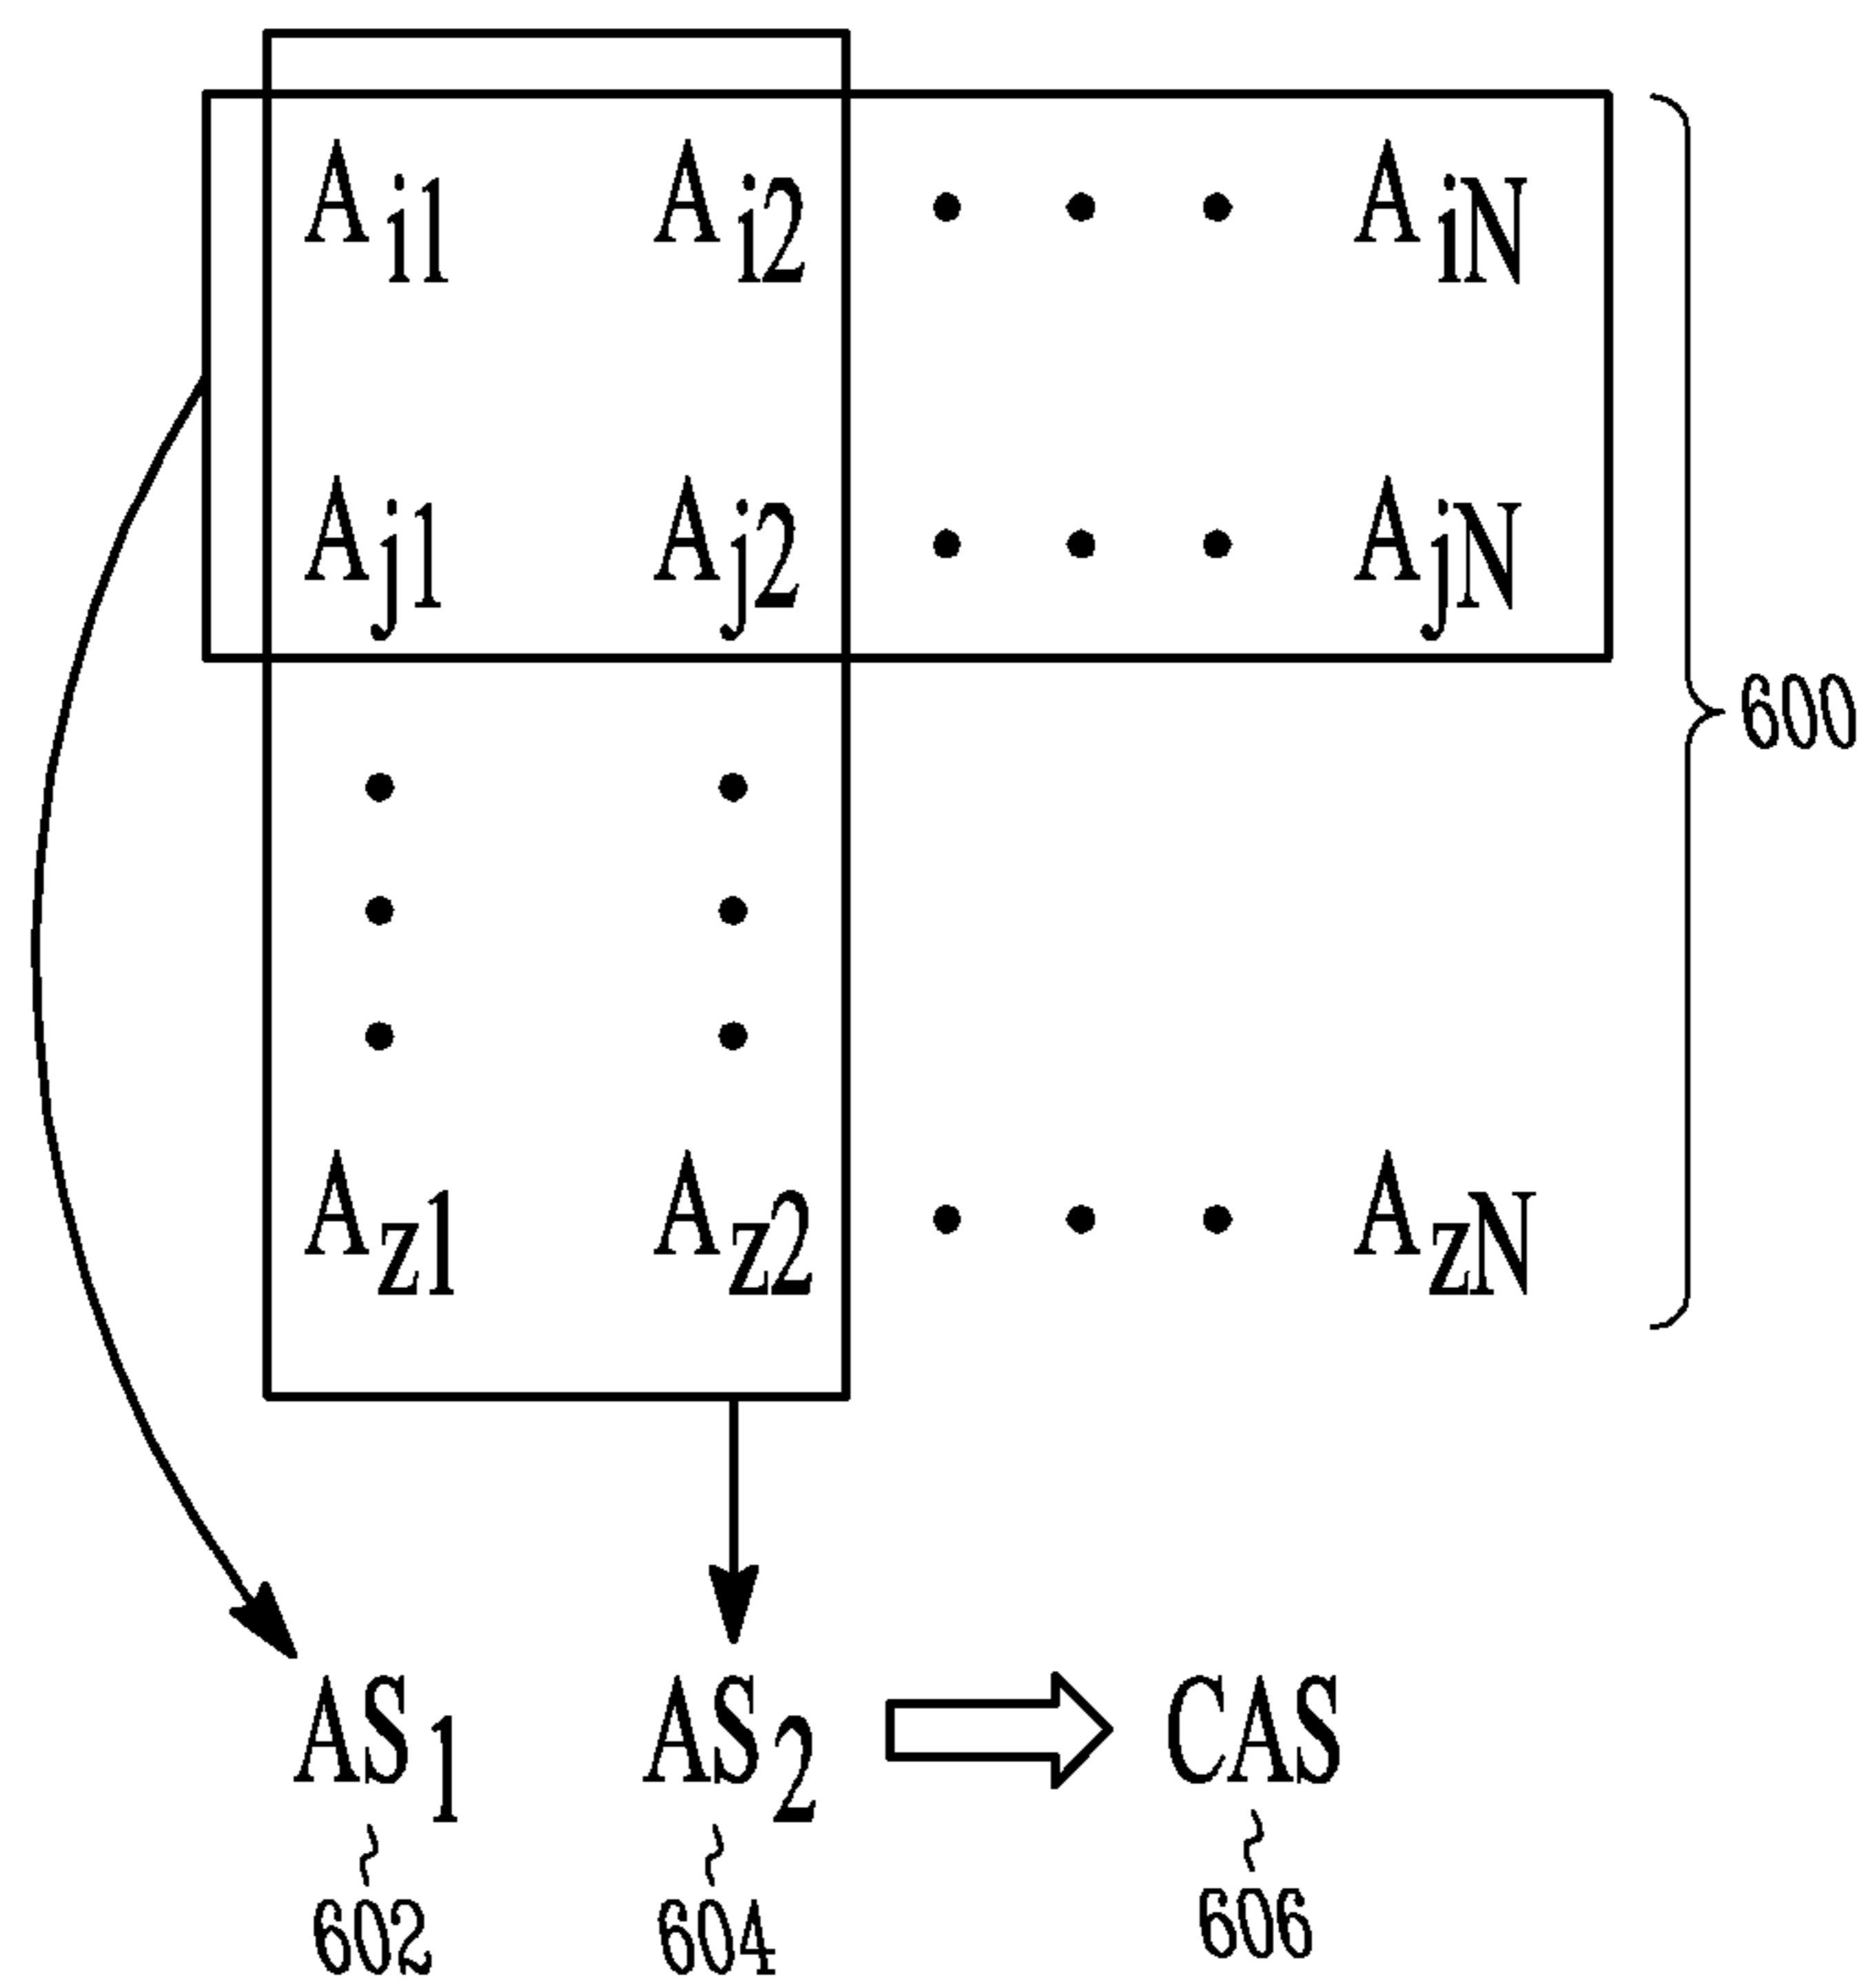 Ai1 Ai2 • • • AiN
Aj1 Aj2 • • • AjN
600
Az1 Az2 • • • AzN
AS1 AS2 CAS
602 604 606